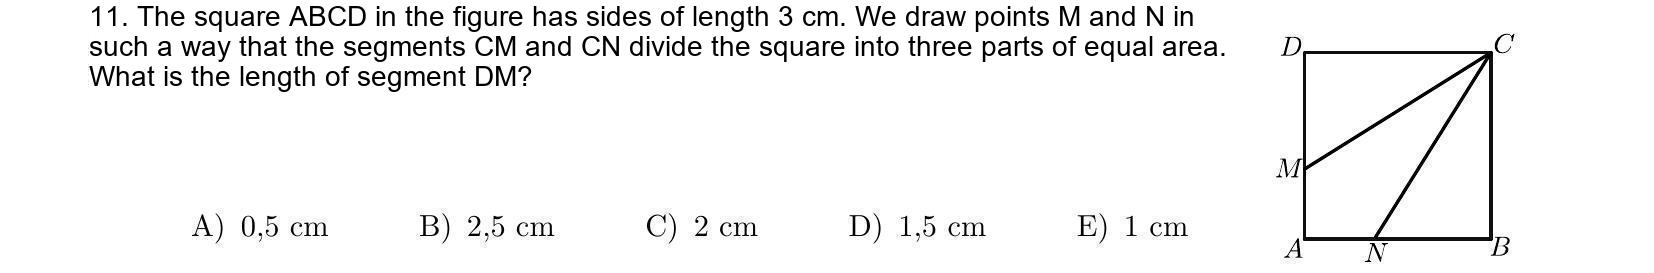 11. The square ABCD in the figure has sides of length 3 cm. We draw points M and N in
such a way that the segments CM and CN divide the square into three parts of equal area.
What is the length of segment DM?
D
C
M
A) 0,5 cm B) 2,5 cm C) 2 cm D) 1,5 cm E) 1 cm
A
N
B